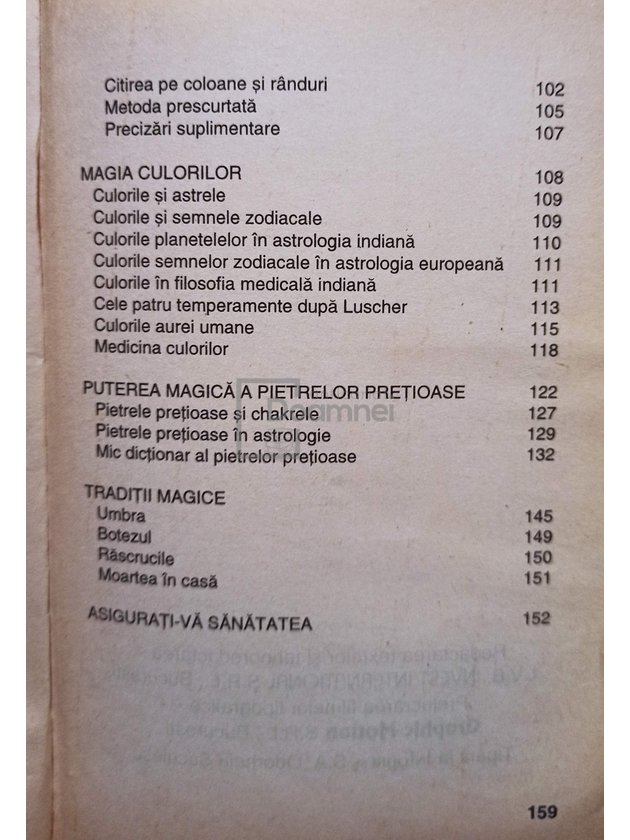 Citirea pe coloane și rânduri 102
Metoda prescurtată 105
Precizări suplimentare 107
MAGIA CULORILOR 108
Culorile și astrele 109
Culorile și semnele zodiacale 109
Culorile planetelelor în astrologia indiană 110
Culorile semnelor zodiacale în astrologia europeană 111
Culorile în filosofia medicală indiană 111
Cele patru temperamente după Luscher 113
Culorile aurei umane 115
Medicina culorilor 118
PUTEREA MAGICĂ A PIETRELOR PREȚIOASE 122
Pietrele prețioase și chakrele 127
Pietrele prețioase în astrologie 129
Mic dicționar al pietrelor prețioase 132
TRADIȚII MAGICE
Umbra 145
Botezul 149
Răscrucile 150
Moartea în casă 151
ASIGURAȚI-VĂ SĂNĂTATEA 152
159